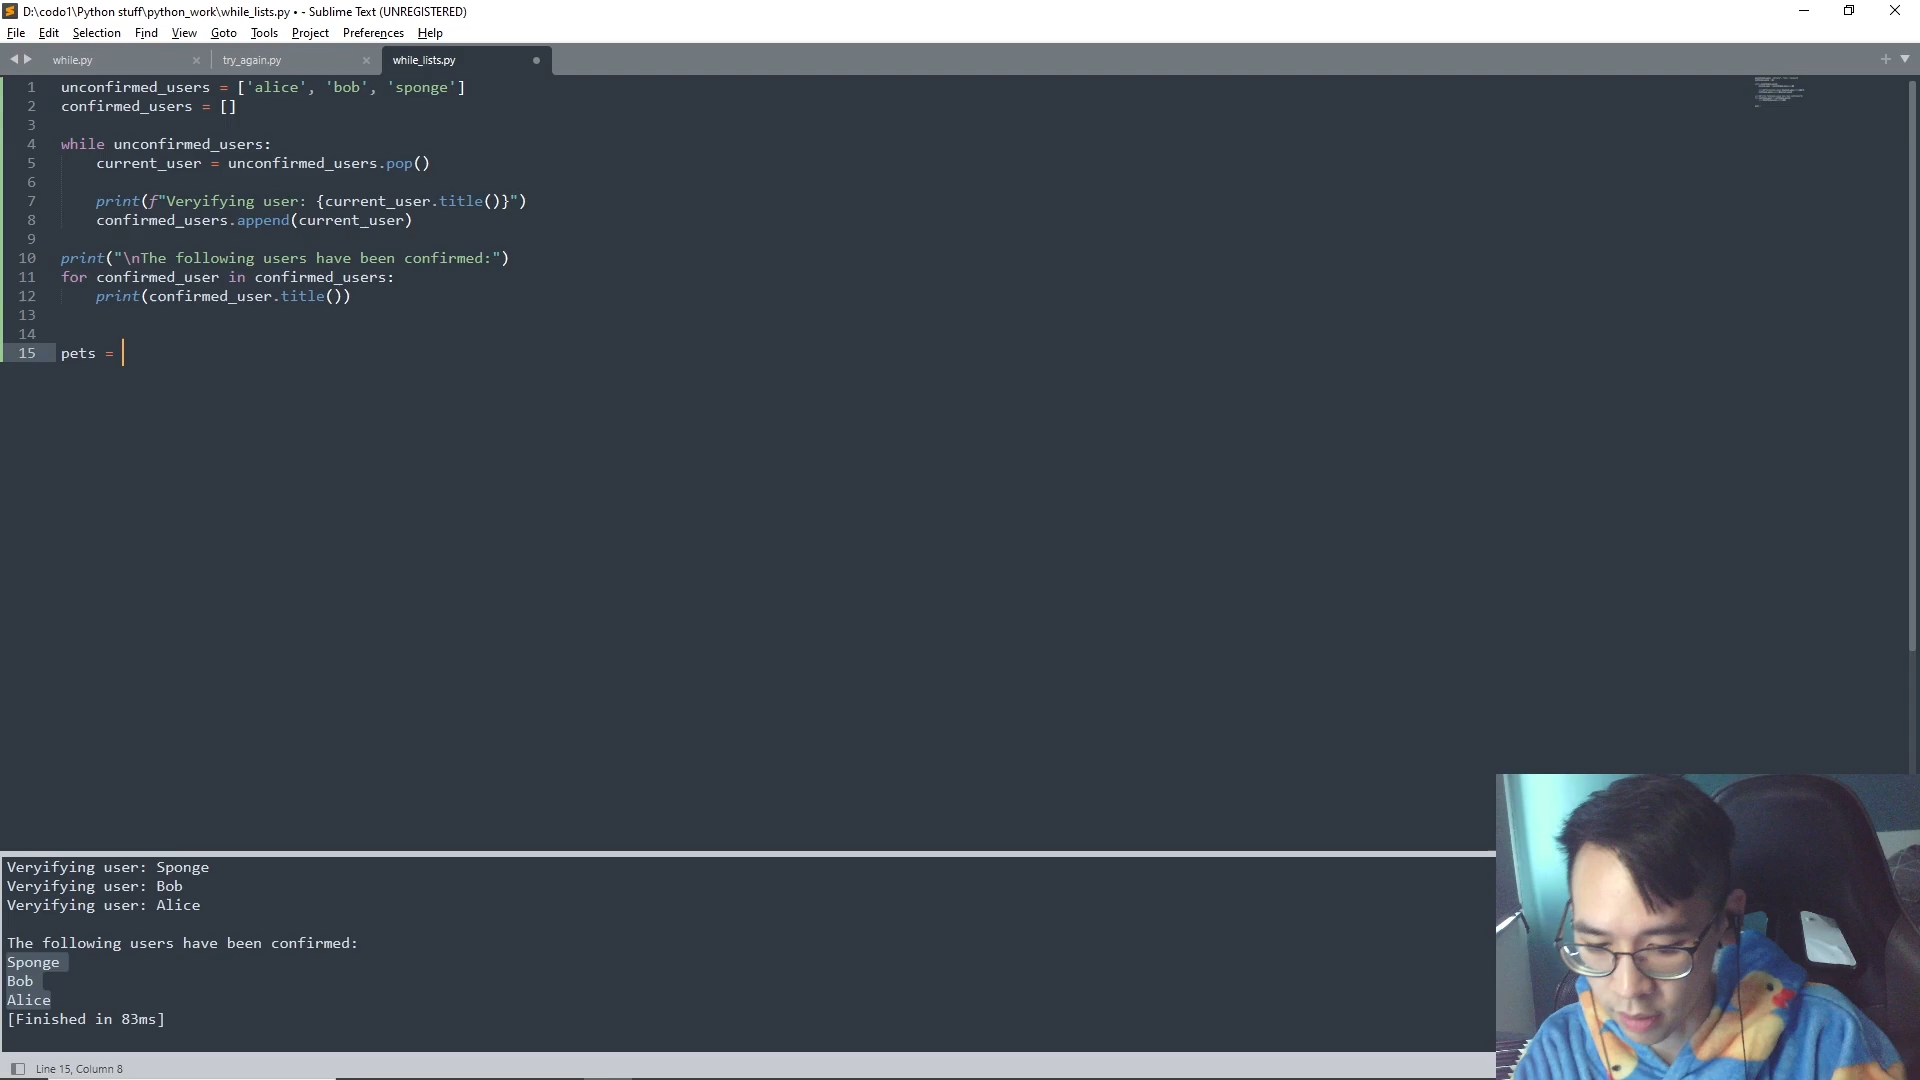 D:\codo1\Python stuff\python_work\while_lists.py • - Sublime Text (UNREGISTERED)
File Edit Selection Find View Goto Tools Project Preferences Help
while.py try_again.py while_lists.py
1 unconfirmed_users = ['alice', 'bob', 'sponge']
2 confirmed_users = []
3
4 while unconfirmed_users:
5 current_user = unconfirmed_users.pop()
6
7 print(f"Veryifying user: {current_user.title()}")
8 confirmed_users.append(current_user)
9
10 print("\nThe following users have been confirmed:")
11 for confirmed_user in confirmed_users:
12 print(confirmed_user.title())
13
14
15 pets =
Veryifying user: Sponge
Veryifying user: Bob
Veryifying user: Alice
The following users have been confirmed:
Sponge
Bob
Alice
[Finished in 83ms]
Line 15, Column 8